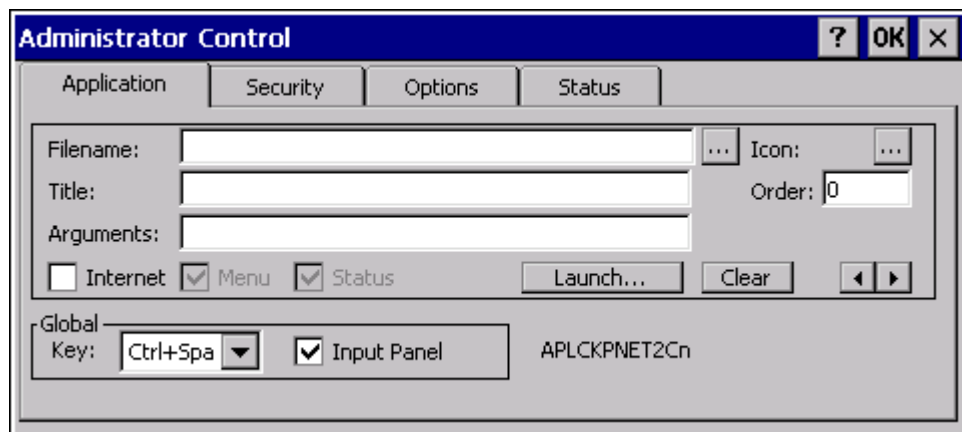 Administrator Control ? OK ×
Application Security Options Status
Filename: ... Icon: ...
Title: Order: 0
Arguments:
Internet Menu Status Launch... Clear
Global
Key: Ctrl+Spa Input Panel APLCKPNET2Cn